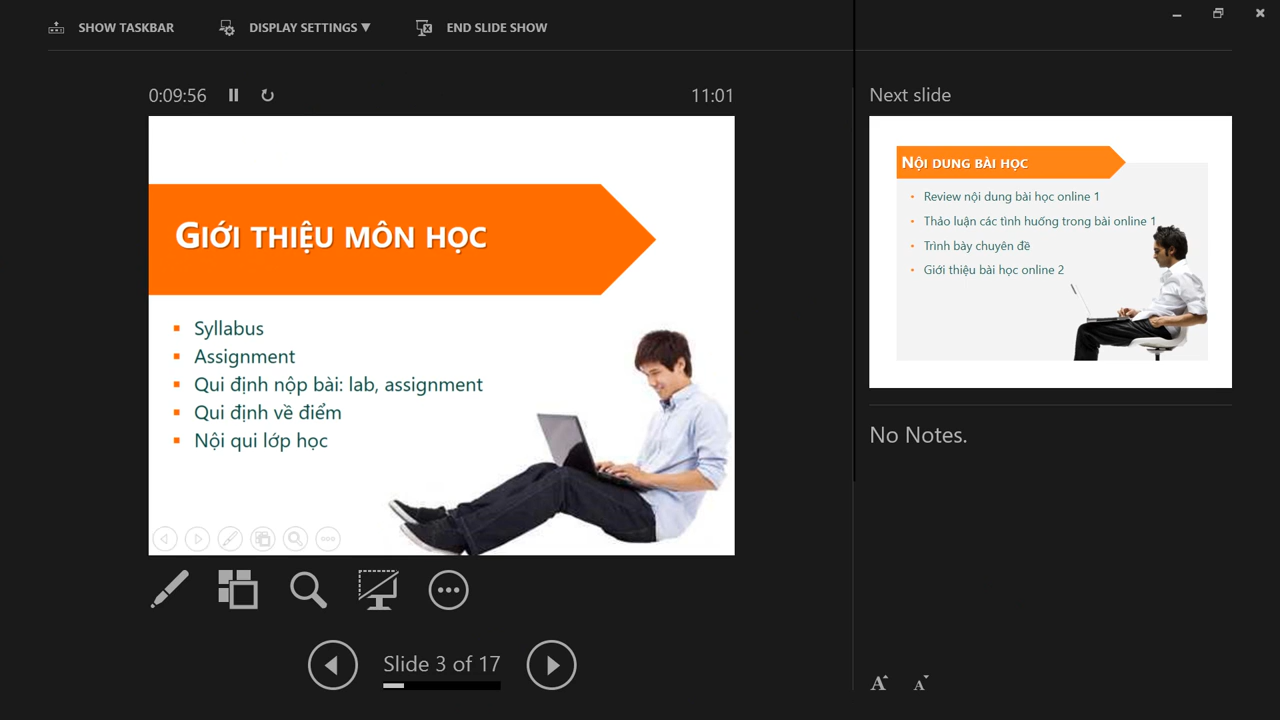 SHOW TASKBAR DISPLAY SETTINGS ▼ END SLIDE SHOW
0:09:56 11:01
GIỚI THIỆU MÔN HỌC
Syllabus
Assignment
Qui định nộp bài: lab, assignment
Qui định về điểm
Nội qui lớp học
Slide 3 of 17
Next slide
NỘI DUNG BÀI HỌC
Review nội dung bài học online 1
Thảo luận các tình huống trong bài online 1
Trình bày chuyên đề
Giới thiệu bài học online 2
No Notes.
A A